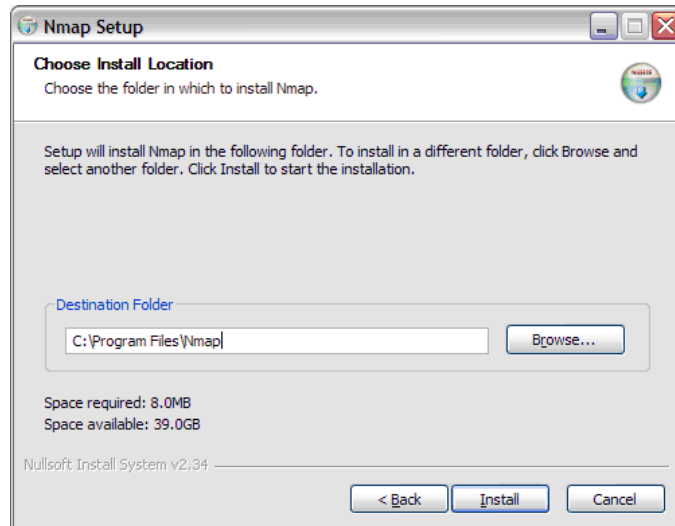 Nmap Setup
Choose Install Location
Choose the folder in which to install Nmap.
Setup will install Nmap in the following folder. To install in a different folder, click Browse and
select another folder. Click Install to start the installation.
Destination Folder
C:\Program Files\Nmap
Browse...
Space required: 8.0MB
Space available: 39.0GB
Nullsoft Install System v2.34
< Back
Install
Cancel